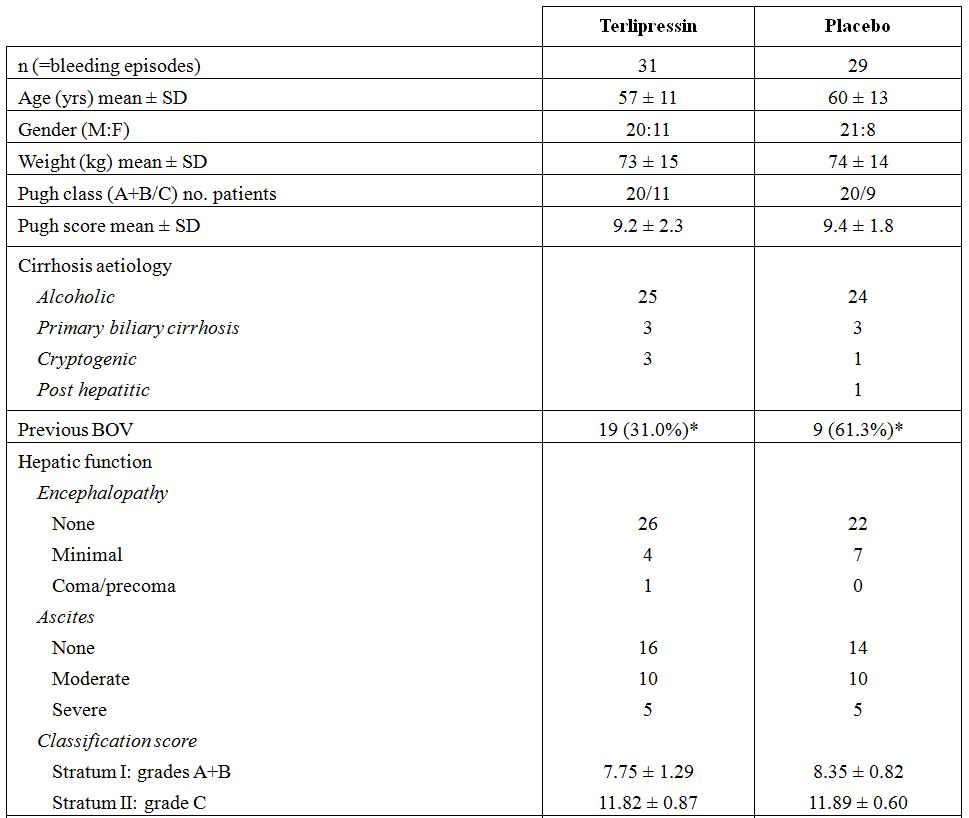 Terlipressin Placebo
n (=bleeding episodes) 31 29
Age (yrs) mean ± SD 57 ± 11 60 ± 13
Gender (M:F) 20:11 21:8
Weight (kg) mean ± SD 73 ± 15 74 ± 14
Pugh class (A+B/C) no. patients 20/11 20/9
Pugh score mean ± SD 9.2 ± 2.3 9.4 ± 1.8
Cirrhosis aetiology
Alcoholic 25 24
Primary biliary cirrhosis 3 3
Cryptogenic 3 1
Post hepatitic 1
Previous BOV 19 (31.0%)* 9 (61.3%)*
Hepatic function
Encephalopathy
None 26 22
Minimal 4 7
Coma/precoma 1 0
Ascites
None 16 14
Moderate 10 10
Severe 5 5
Classification score
Stratum I: grades A+B 7.75 ± 1.29 8.35 ± 0.82
Stratum II: grade C 11.82 ± 0.87 11.89 ± 0.60